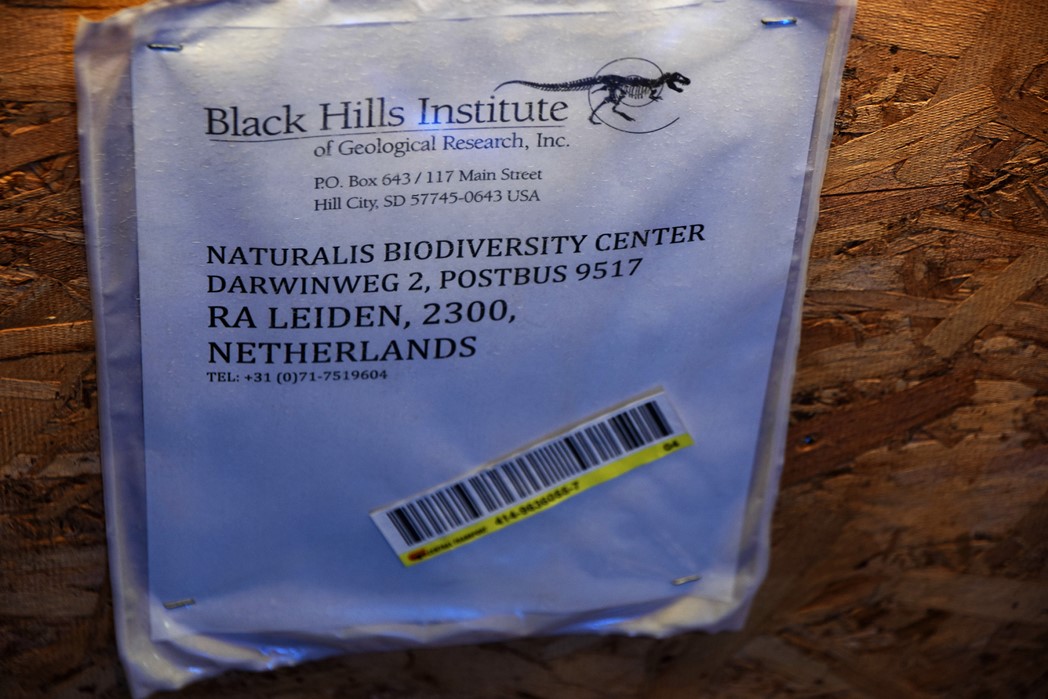 Black Hills Institute
of Geological Research, Inc.
P.O. Box 643 / 117 Main Street
Hill City, SD 57745-0643 USA
NATURALIS BIODIVERSITY CENTER
DARWINWEG 2, POSTBUS 9517
RA LEIDEN, 2300,
NETHERLANDS
TEL: +31 (0)71-7519604
04